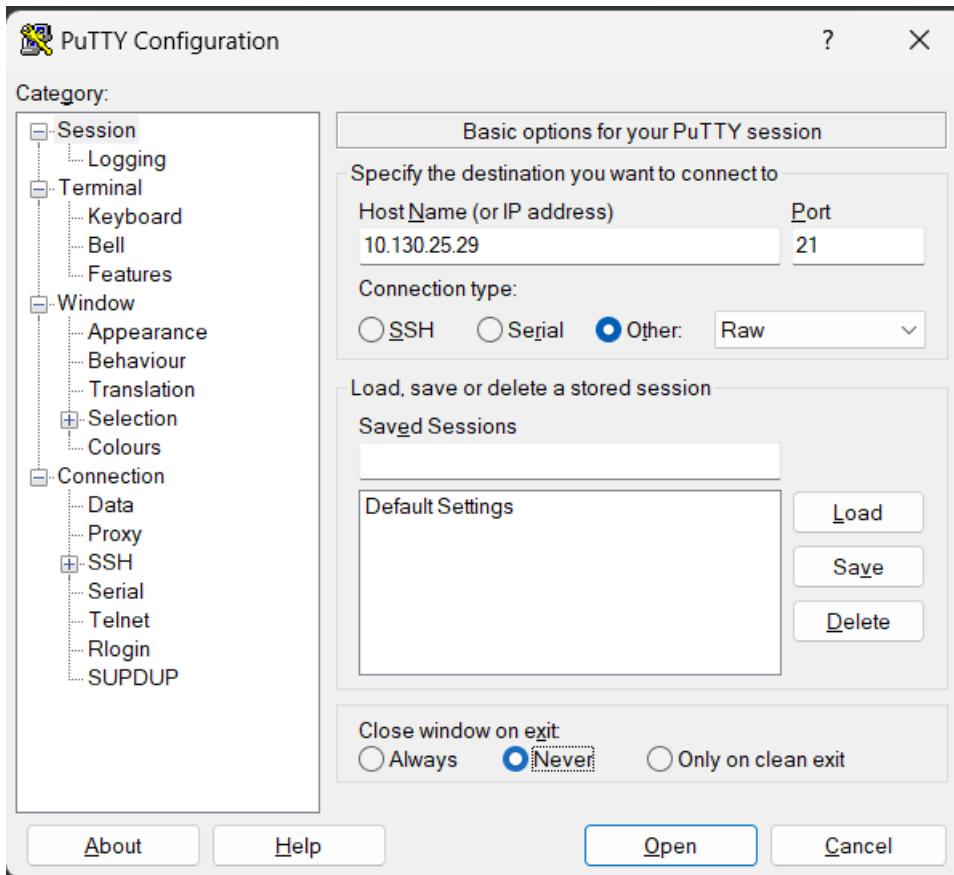 PuTTY Configuration
?
Category:
Session
Logging
Terminal
Keyboard
Bell
Features
Window
Appearance
Behaviour
Translation
Selection
Colours
Connection
Data
Proxy
SSH
Serial
Telnet
Rlogin
SUPDUP
Basic options for your PuTTY session
Specify the destination you want to connect to
Host Name (or IP address) Port
10.130.25.29 21
Connection type:
SSH Serial Other: Raw
Load, save or delete a stored session
Saved Sessions
Default Settings
Load
Save
Delete
Close window on exit:
Always Never Only on clean exit
About Help Open Cancel